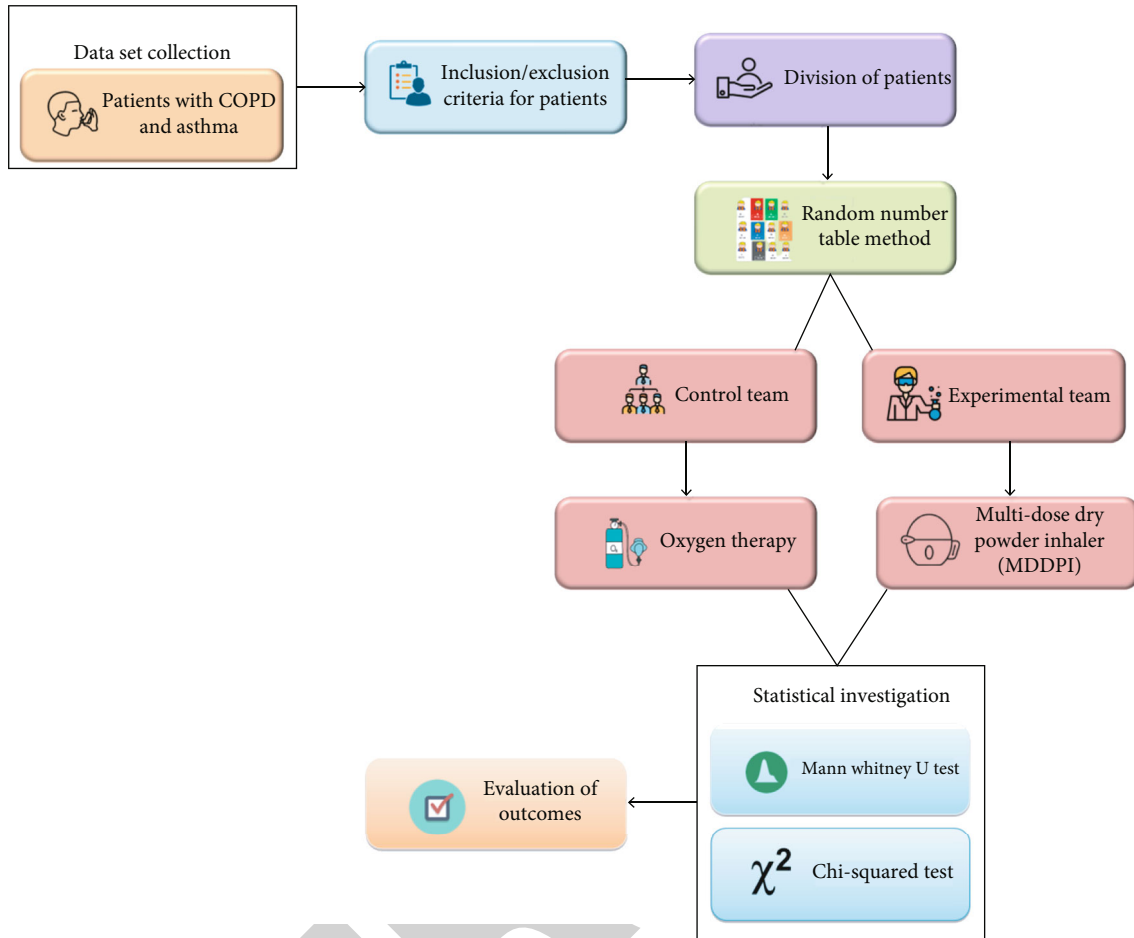 Data set collection
Patients with COPD
and asthma
Inclusion/exclusion
criteria for patients
Division of patients
Random number
table method
Control team
Experimental team
Oxygen therapy
Multi-dose dry
powder inhaler
(MDDPI)
Statistical investigation
Mann whitney U test
χ²
Chi-squared test
Evaluation of
outcomes